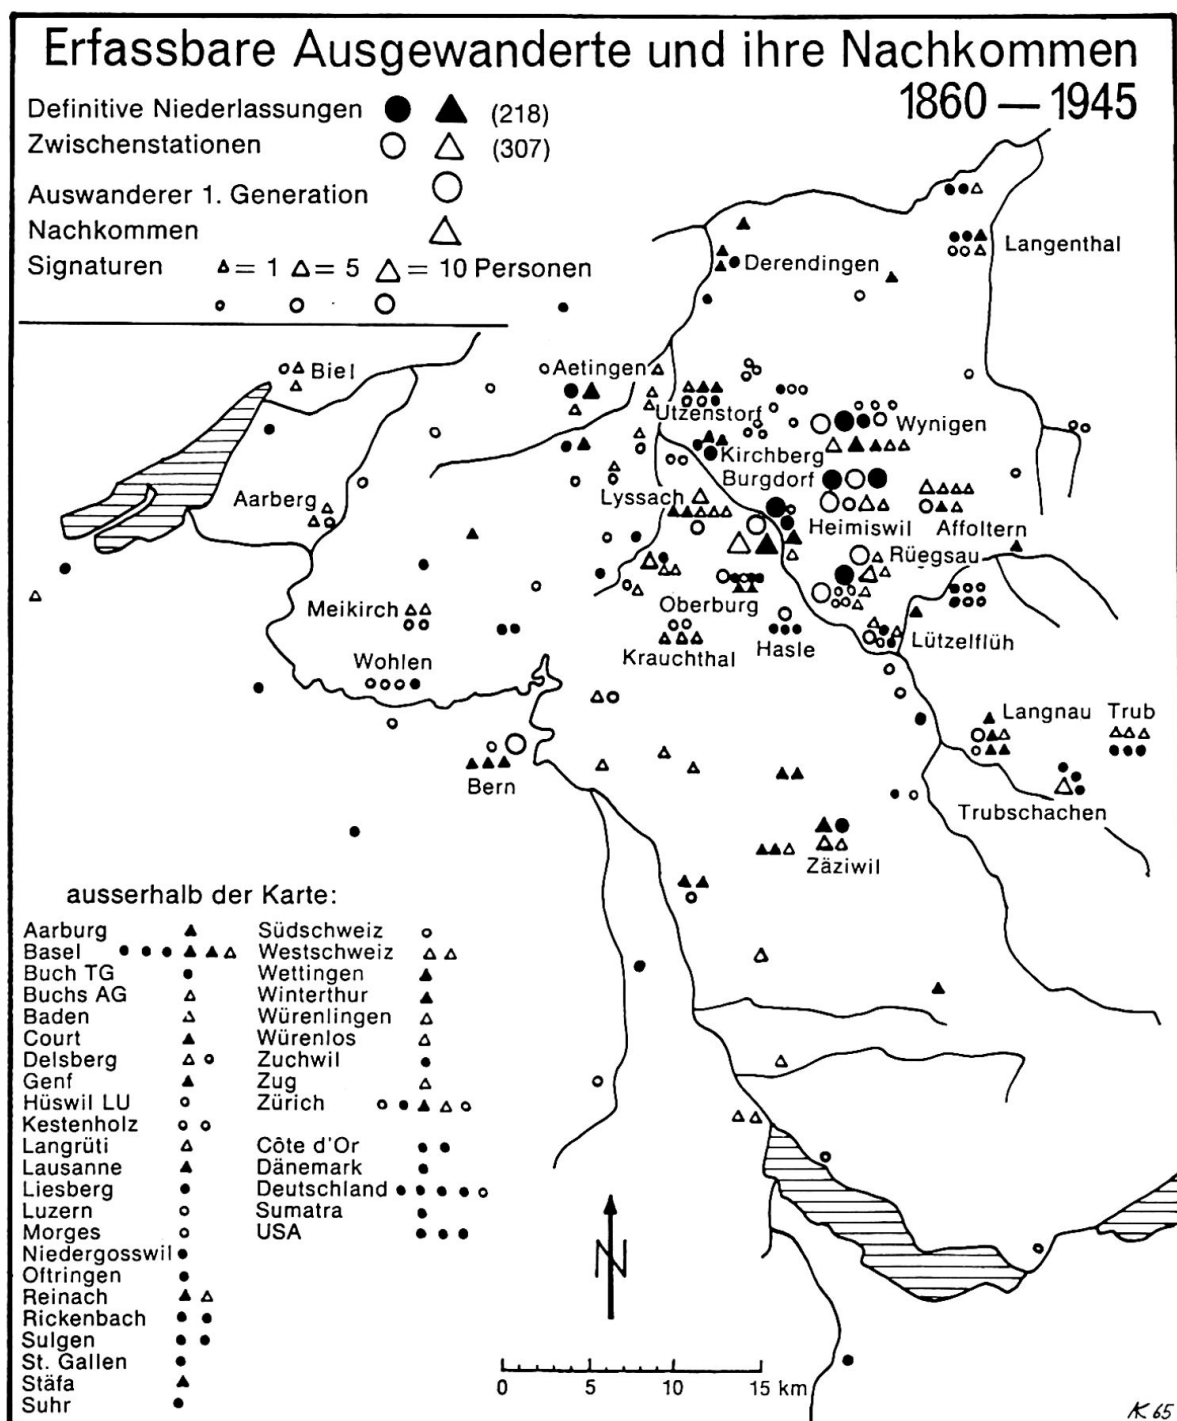 Erfassbare Ausgewanderte und ihre Nachkommen
1860 — 1945
Definitive Niederlassungen (218)
Zwischenstationen (307)
Auswanderer 1. Generation
Nachkommen
Signaturen = 1 = 5 = 10 Personen
Langenthal
Derendingen
Biel
Aetingen
Utzenstorf
Wynigen
Kirchberg
Burgdorf
Aarberg
Lyssach
Heimiswil
Affoltern
Rüegsau
Meikirch
Oberburg
Krauchthal
Hasle
Lützelflüh
Wohlen
Langnau
Trub
Bern
Trubschachen
Zäziwil
ausserhalb der Karte:
Aarburg
Basel
Buch TG
Buchs AG
Baden
Court
Delsberg
Genf
Hüswil LU
Kestenholz
Langrüti
Lausanne
Liesberg
Luzern
Morges
Niedergosswil
Oftringen
Reinach
Rickenbach
Sulgen
St. Gallen
Stäfa
Suhr
Südschweiz
Westschweiz
Wettingen
Winterthur
Würenlingen
Würenlos
Zuchwil
Zug
Zürich
Côte d'Or
Dänemark
Deutschland
Sumatra
USA
N
0 5 10 15 km
AK 65